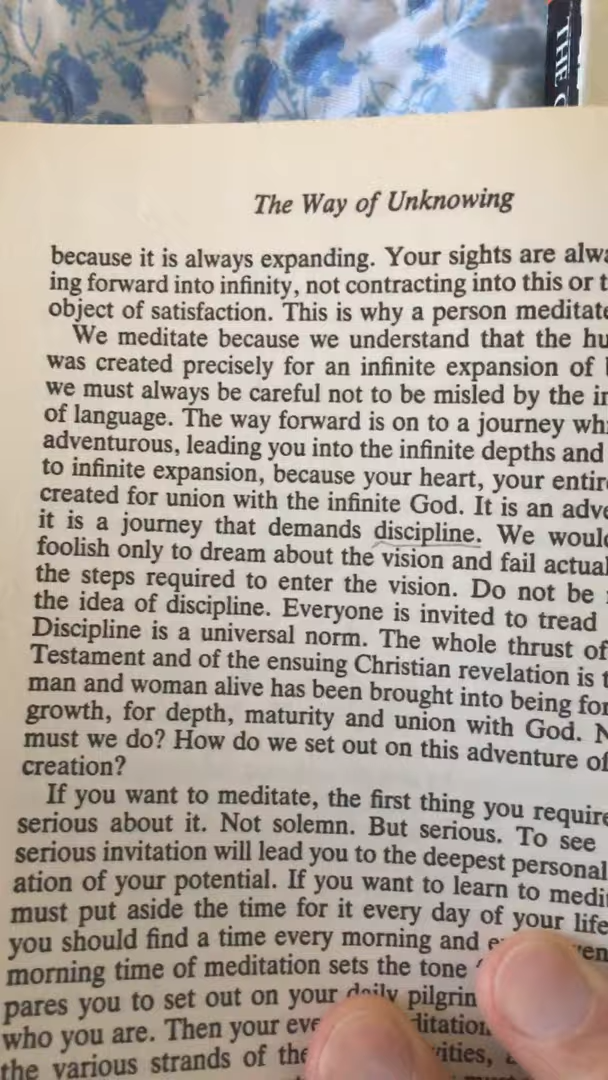 THE
The Way of Unknowing
because it is always expanding. Your sights are
ing forward into infinity, not contracting into this or
object of satisfaction. This is why a person
We meditate because we understand that the
was created precisely for an infinite expansion of
we must always be careful not to be misled by the
of language. The way forward is on to a journey
adventurous, leading you into the infinite depths and
to infinite expansion, because your heart, your
created for union with the infinite God. It is an
it is a journey that demands discipline. We
foolish only to dream about the vision and fail
the steps required to enter the vision. Do not be
the idea of discipline. Everyone is invited to tread
Discipline is a universal norm. The whole thrust of
Testament and of the ensuing Christian revelation is
man and woman alive has been brought into being for
growth, for depth, maturity and union with God.
must we do? How do we set out on this adventure of
creation?
If you want to meditate, the first thing you
serious about it. Not solemn. But serious. To see
serious invitation will lead you to the deepest personal
ation of your potential. If you want to learn to
must put aside the time for it every day of your life
you should find a time every morning and
morning time of meditation sets the tone
pares you to set out on your daily
who you are. Then your
the various strands of